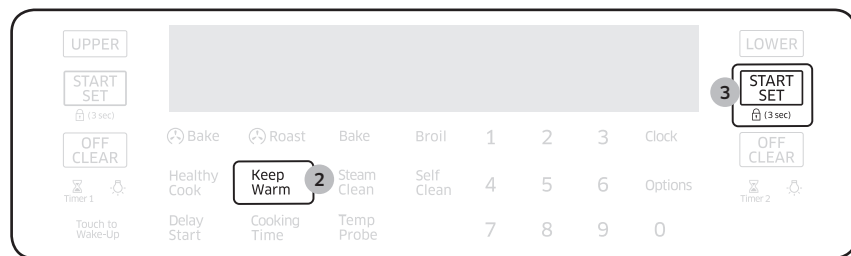 UPPER
LOWER
START
SET
(3 sec)
3
START
SET
(3 sec)
OFF
CLEAR
Bake
Roast
Bake
Broil
1
2
3
Clock
OFF
CLEAR
Timer 1
Healthy
Cook
Keep
Warm
2
Steam
Clean
Self
Clean
4
5
6
Options
Timer 2
Touch to
Wake-Up
Delay
Start
Cooking
Time
Temp
Probe
7
8
9
0